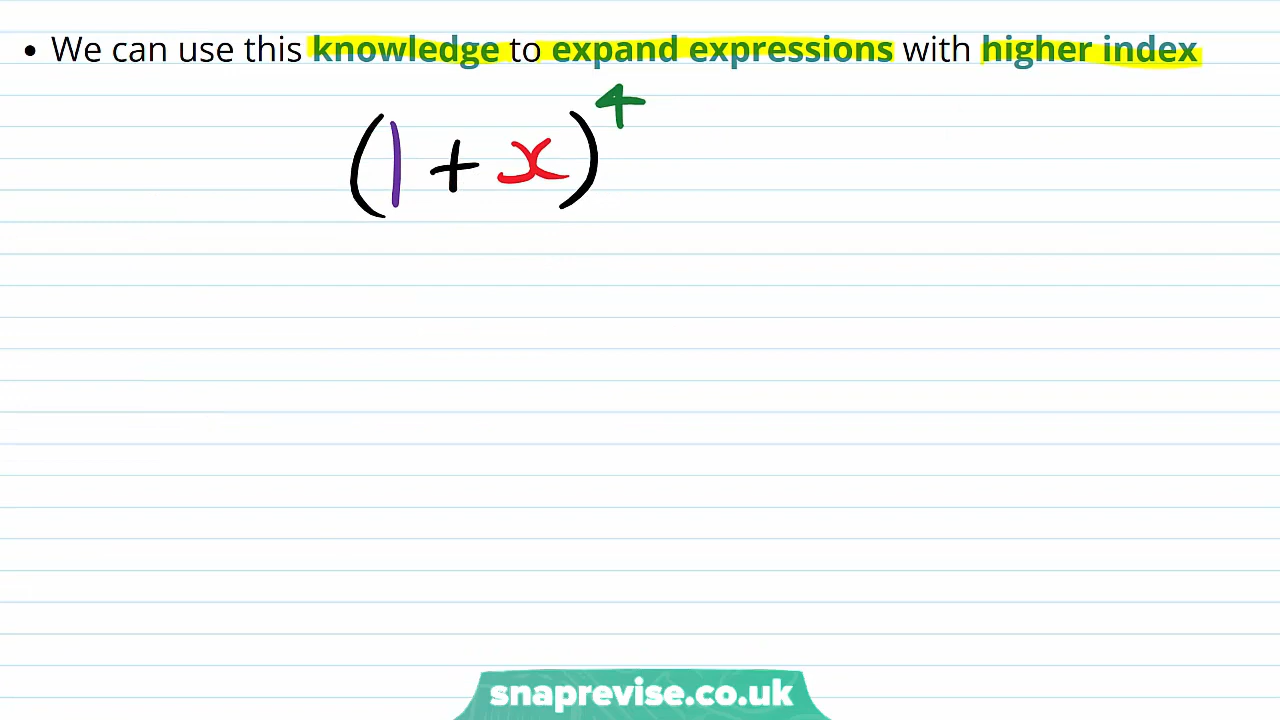 • We can use this knowledge to expand expressions with higher index
(1 + x)⁴
snaprevise.co.uk